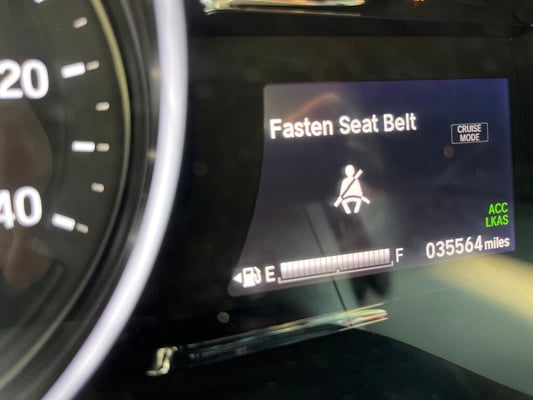 20
40
Fasten Seat Belt
CRUISE
MODE
ACC
LKAS
035564 miles
E F